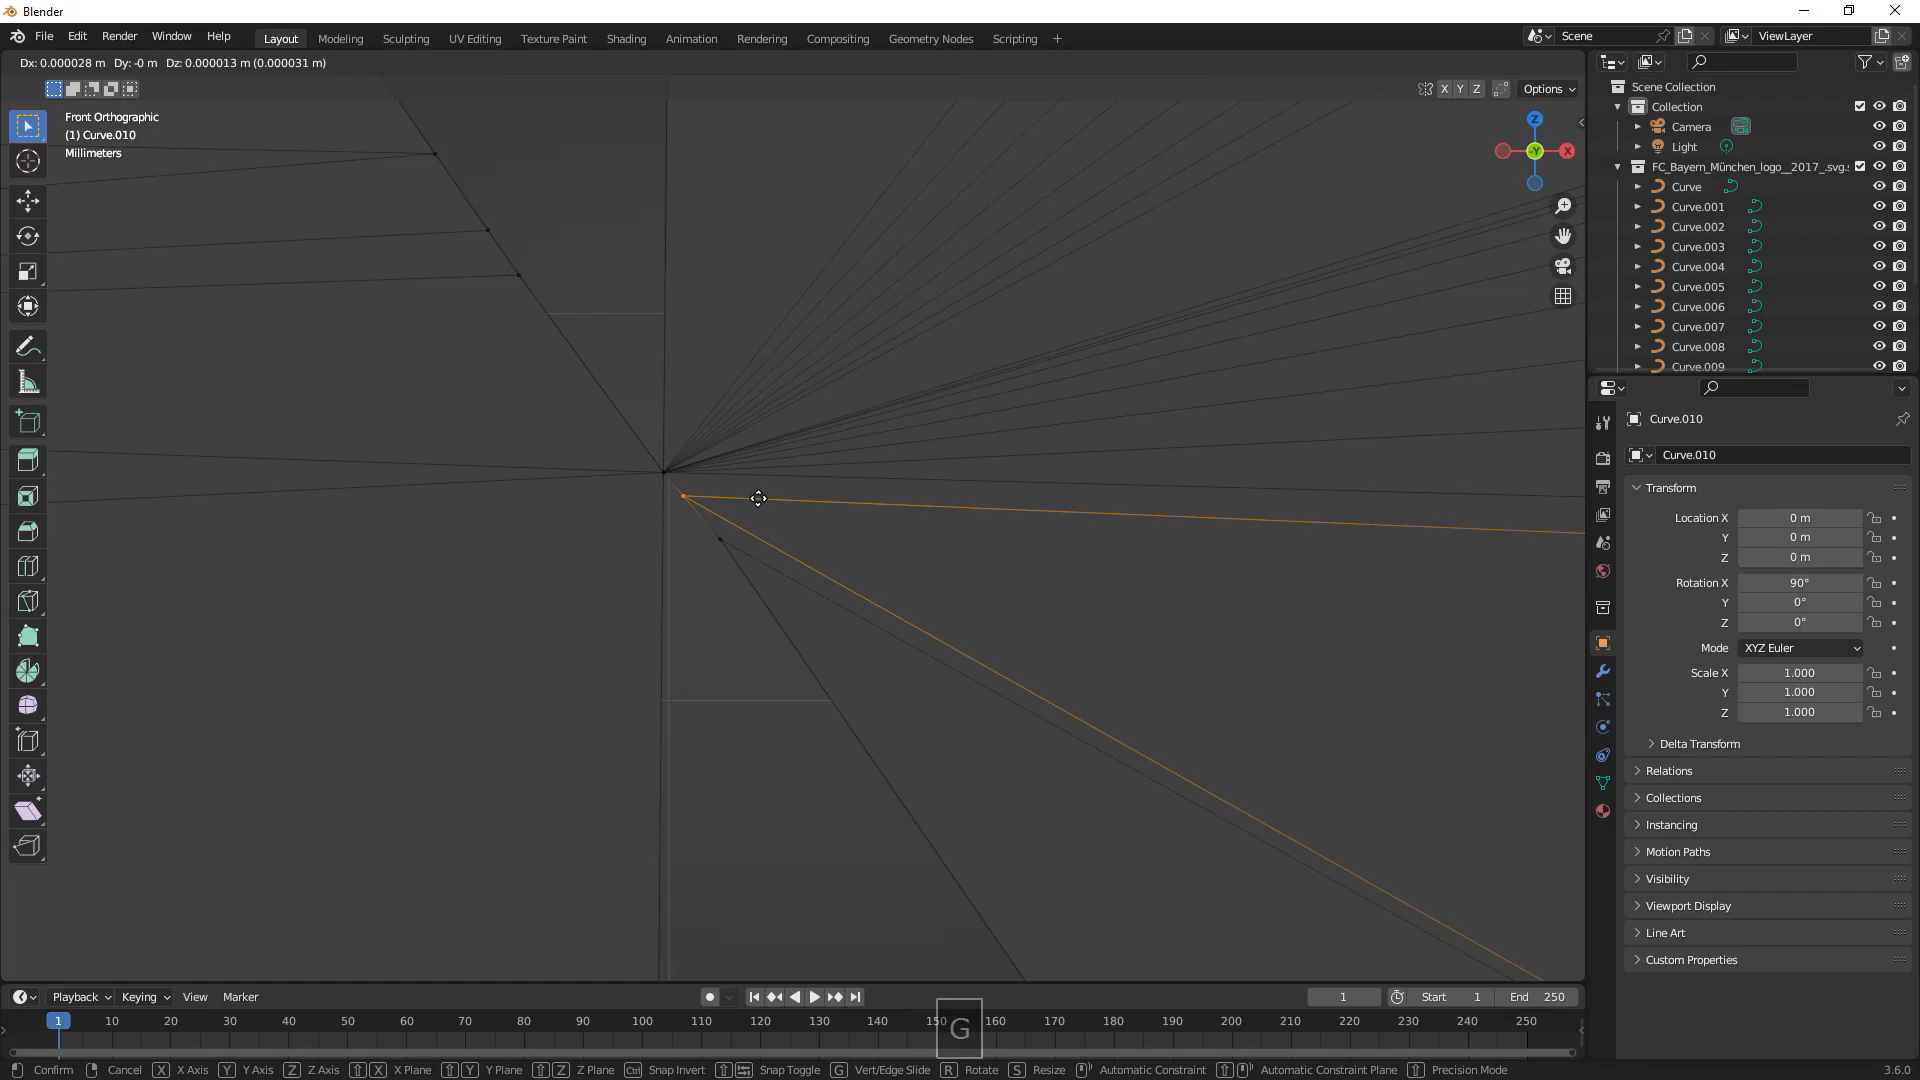 Blender
File Edit Render Window Help
Layout Modeling Sculpting UV Editing Texture Paint Shading Animation Rendering Compositing Geometry Nodes Scripting +
Scene
ViewLayer
Dx: 0.000028 m Dy: -0 m Dz: 0.000013 m (0.000031 m)
X Y Z
Options
Front Orthographic
(1) Curve.010
Millimeters
Z
-Y
X
Scene Collection
Collection
Camera
Light
FC_Bayern_München_logo__2017_.svg.
Curve
Curve.001
Curve.002
Curve.003
Curve.004
Curve.005
Curve.006
Curve.007
Curve.008
Curve.009
Curve.010
Curve.010
Transform
Location X 0 m
Y 0 m
Z 0 m
Rotation X 90°
Y 0°
Z 0°
Mode XYZ Euler
Scale X 1.000
Y 1.000
Z 1.000
Delta Transform
Relations
Collections
Instancing
Motion Paths
Visibility
Viewport Display
Line Art
Custom Properties
Playback Keying View Marker
1
Start 1
End 250
1 10 20 30 40 50 60 70 80 90 100 110 120 130 140 150 160 170 180 190 200 210 220 230 240 250
G
Confirm Cancel X X Axis Y Y Axis Z Z Axis X X Plane Y Y Plane Z Z Plane Ctrl Snap Invert Snap Toggle G Vert/Edge Slide R Rotate S Resize Automatic Constraint Automatic Constraint Plane Precision Mode
3.6.0